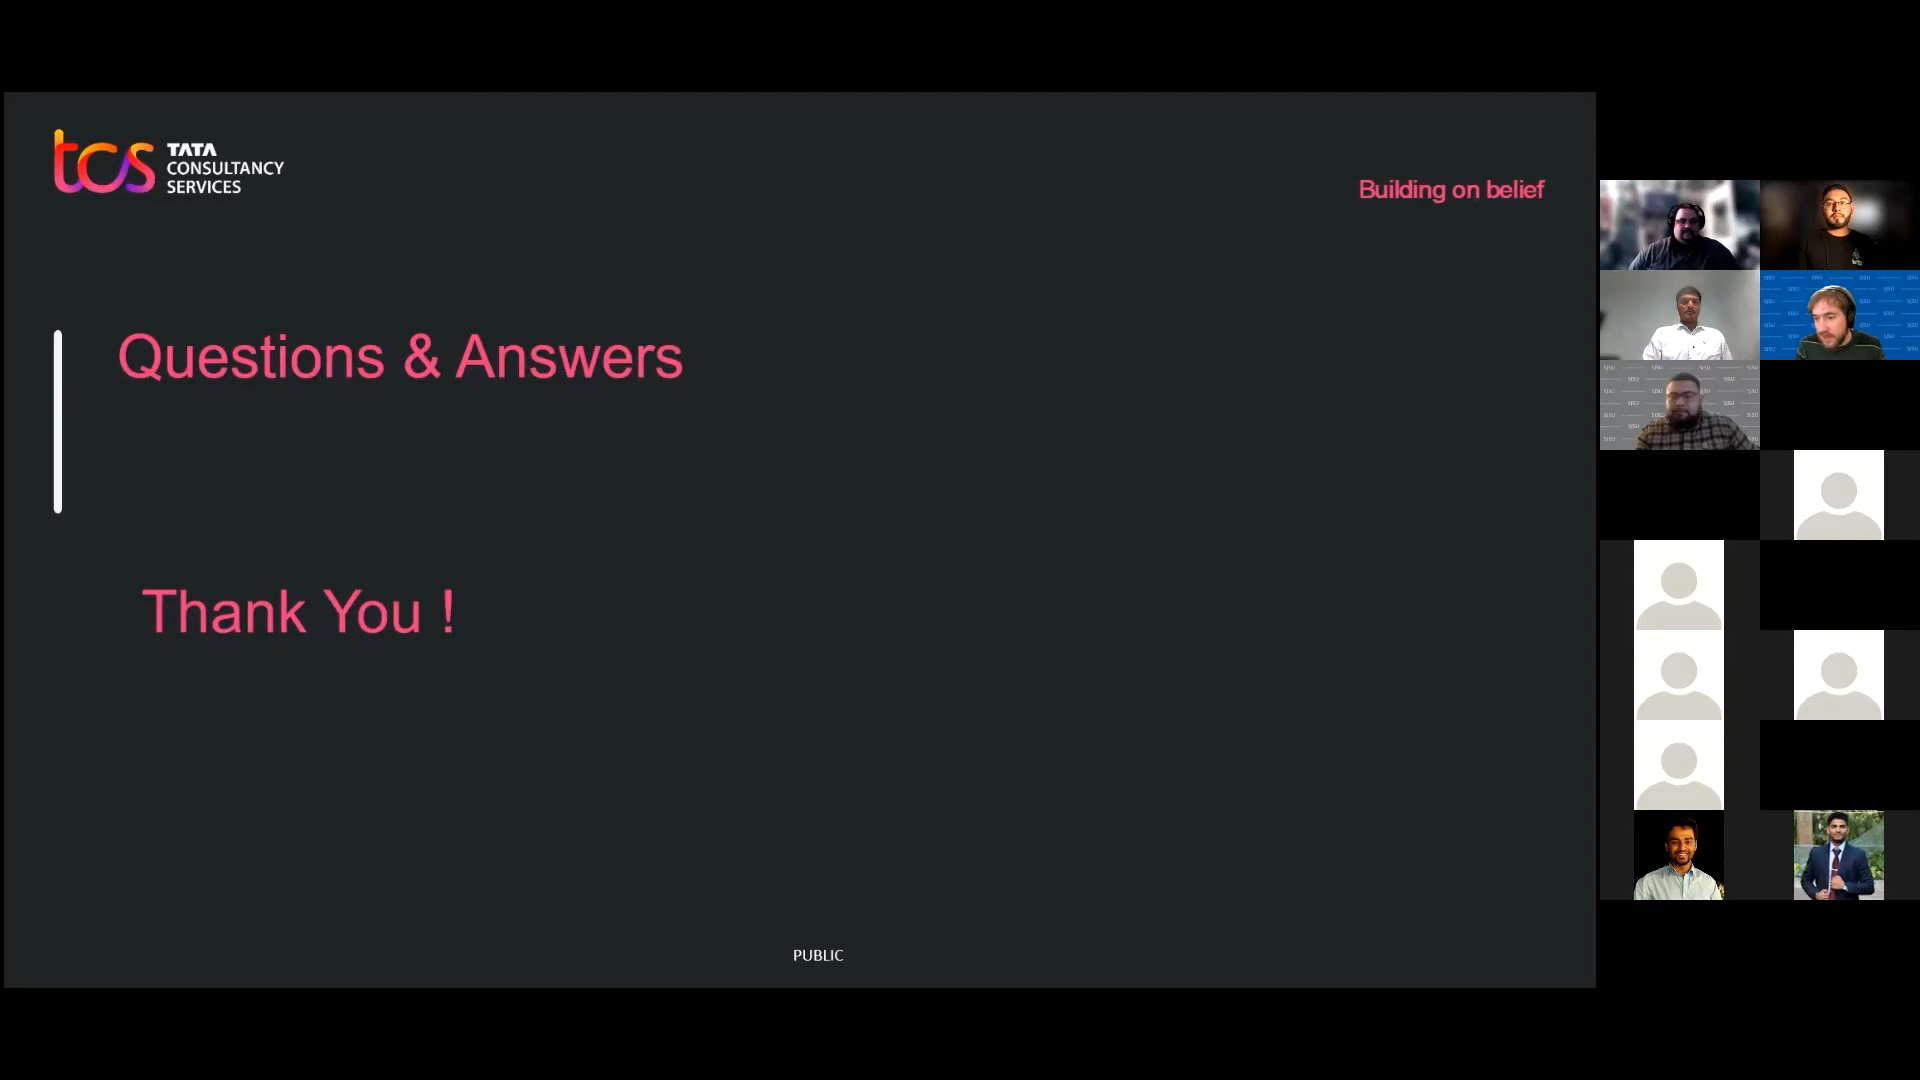 tcs
TATA
CONSULTANCY
SERVICES
Building on belief
Questions & Answers
Thank You !
PUBLIC